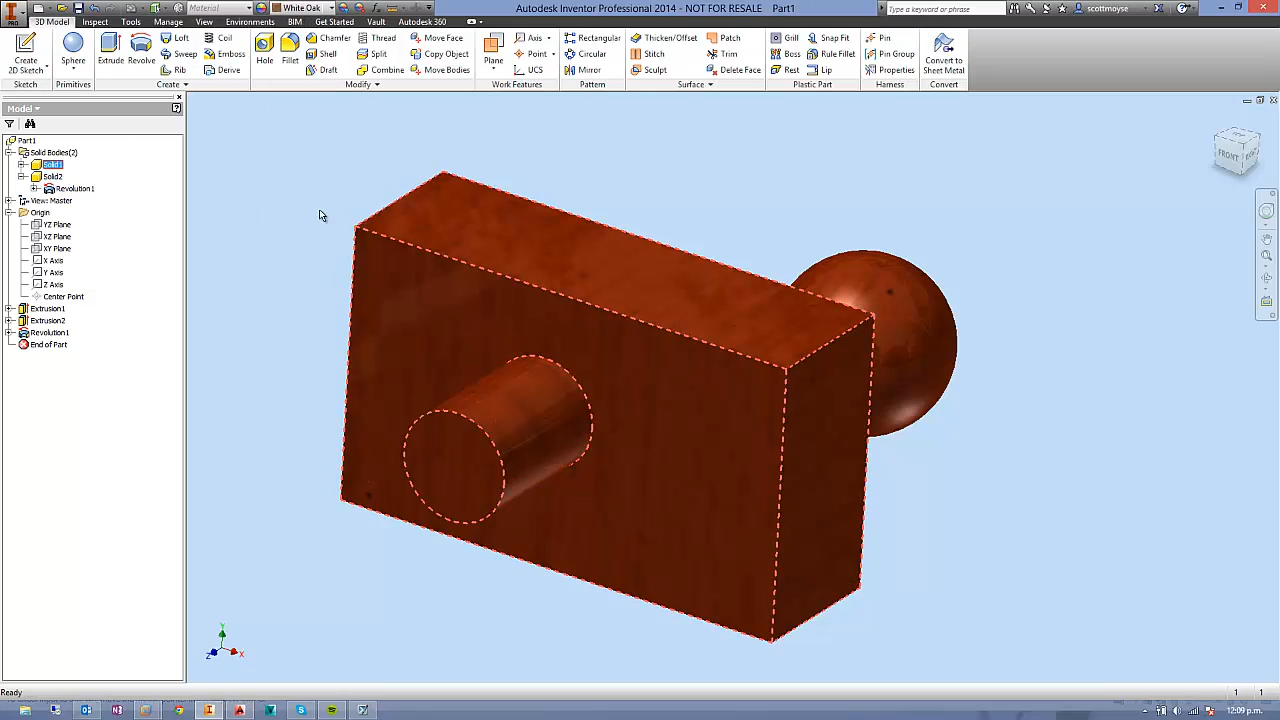 Material
White Oak
Autodesk Inventor Professional 2014 - NOT FOR RESALE Part1
Type a keyword or phrase
scottmoyse
PRO
3D Model Inspect Tools Manage View Environments BIM Get Started Vault Autodesk 360
Create 2D Sketch
Sphere
Extrude
Revolve
Loft
Sweep
Rib
Coil
Emboss
Derive
Hole
Fillet
Chamfer
Shell
Draft
Thread
Split
Combine
Move Face
Copy Object
Move Bodies
Plane
Axis
Point
UCS
Rectangular
Circular
Mirror
Thicken/Offset
Stitch
Sculpt
Patch
Trim
Delete Face
Grill
Boss
Rest
Snap Fit
Rule Fillet
Lip
Pin
Pin Group
Properties
Convert to Sheet Metal
Sketch Primitives Create Modify Work Features Pattern Surface Plastic Part Harness Convert
Model
Part1
Solid Bodies(2)
Solid1
Solid2
Revolution1
View: Master
Origin
YZ Plane
XZ Plane
XY Plane
X Axis
Y Axis
Z Axis
Center Point
Extrusion1
Extrusion2
Revolution1
End of Part
FRONT
Y
Z
X
Ready
1 1
12:09 p.m.